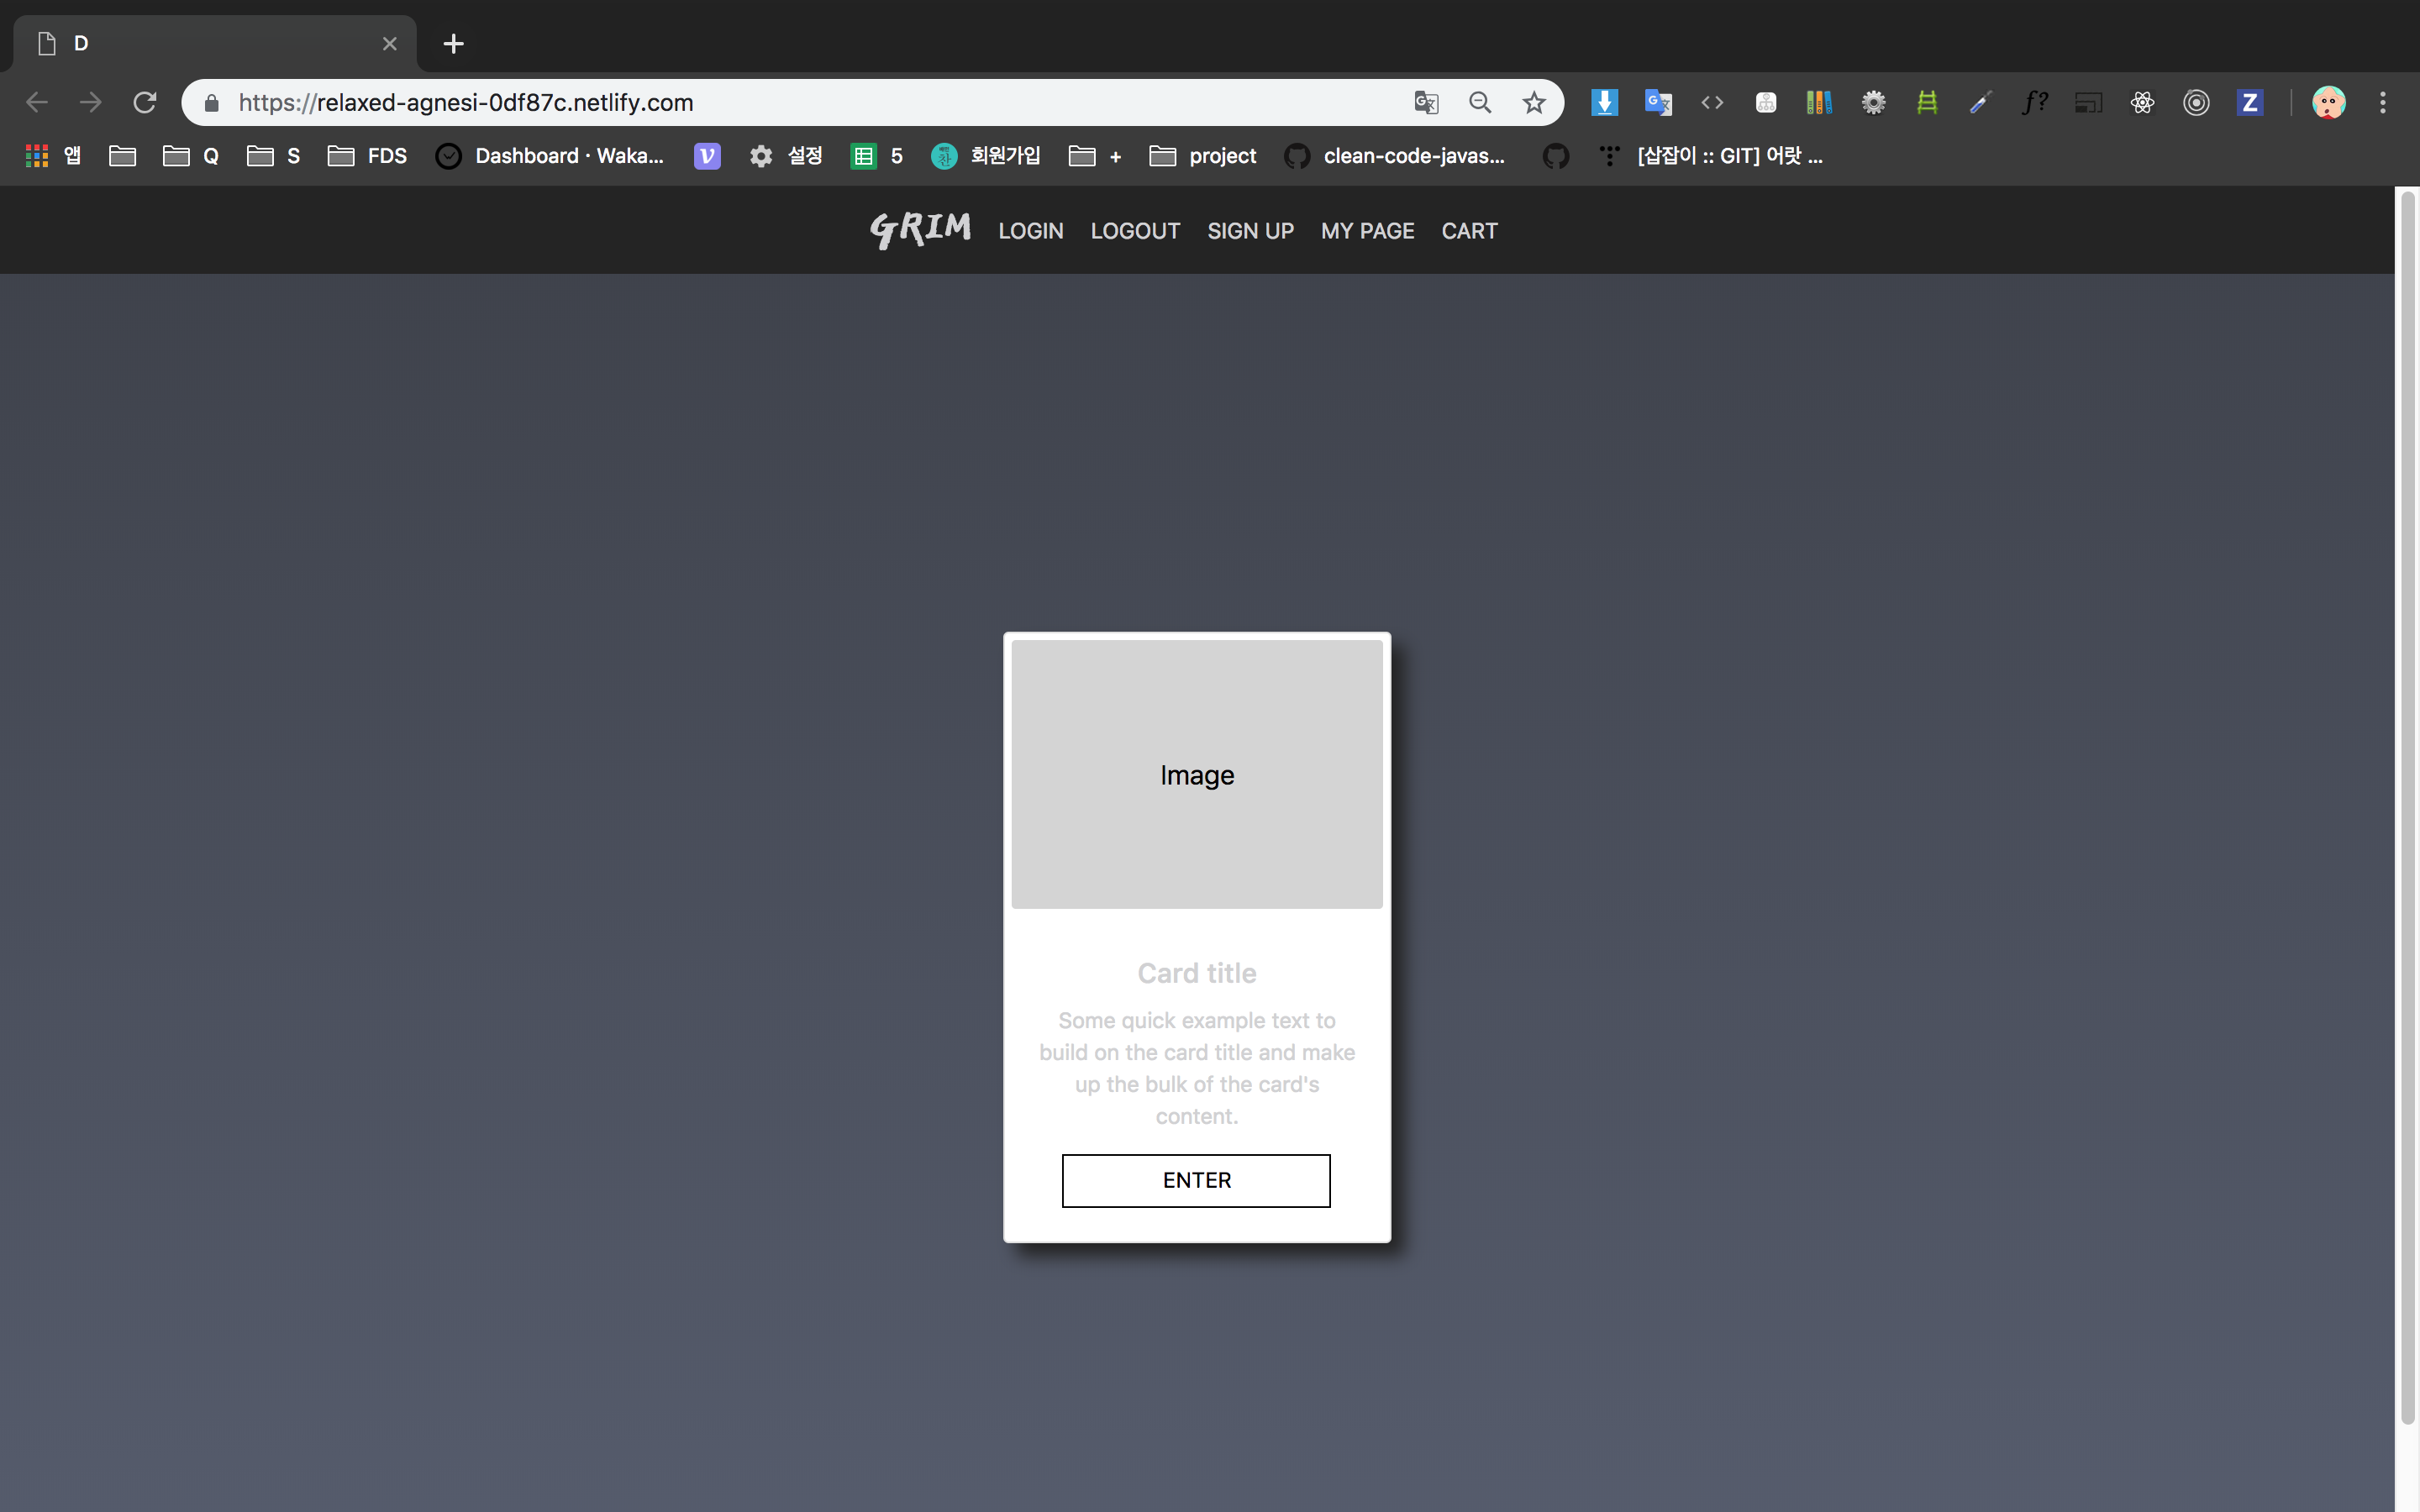 D
https://relaxed-agnesi-0df87c.netlify.com
앱 Q S FDS Dashboard · Waka... 설정 5 회원가입 + project clean-code-javas... [삽잡이 :: GIT] 어랏 ...
GRIM LOGIN LOGOUT SIGN UP MY PAGE CART
Image
Card title
Some quick example text to
build on the card title and make
up the bulk of the card's
content.
ENTER